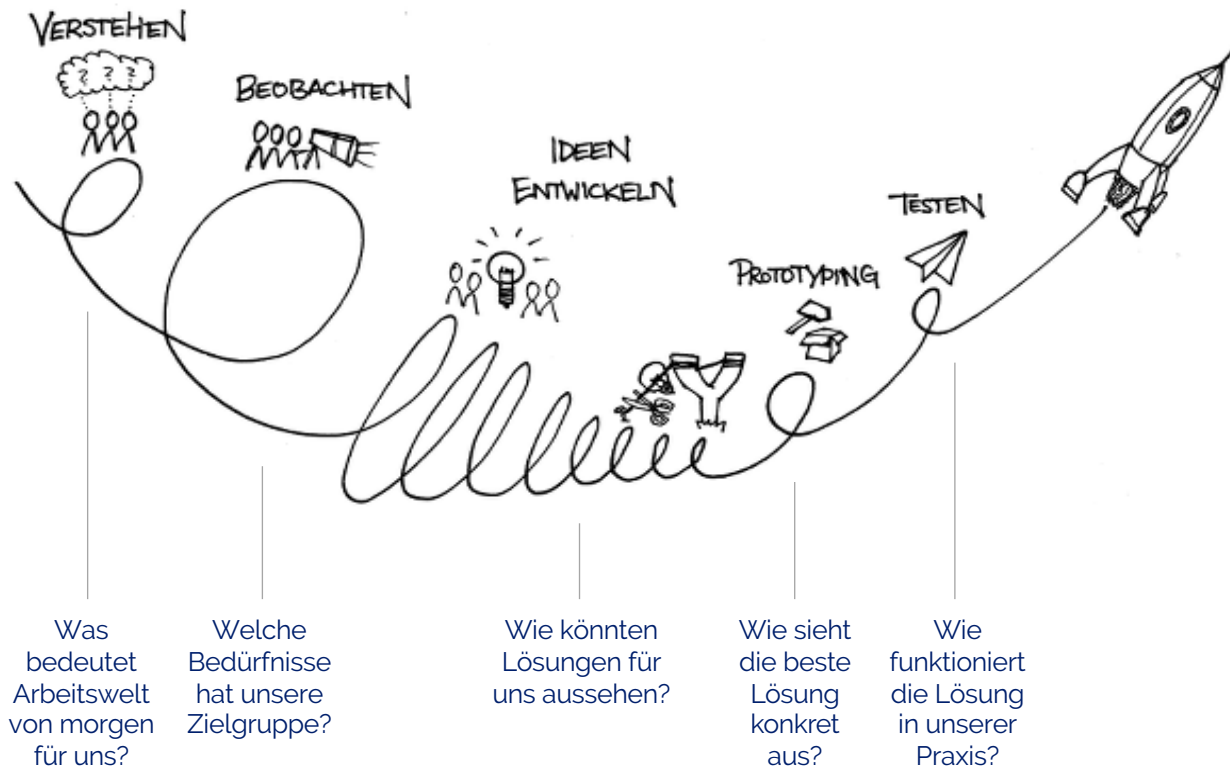 VERSTEHEN
? ? ?
BEOBACHTEN
IDEEN
ENTWICKELN
PROTOTYPING
TESTEN
Was
bedeutet
Arbeitswelt
von morgen
für uns?
Welche
Bedürfnisse
hat unsere
Zielgruppe?
Wie könnten
Lösungen für
uns aussehen?
Wie sieht
die beste
Lösung
konkret
aus?
Wie
funktioniert
die Lösung
in unserer
Praxis?